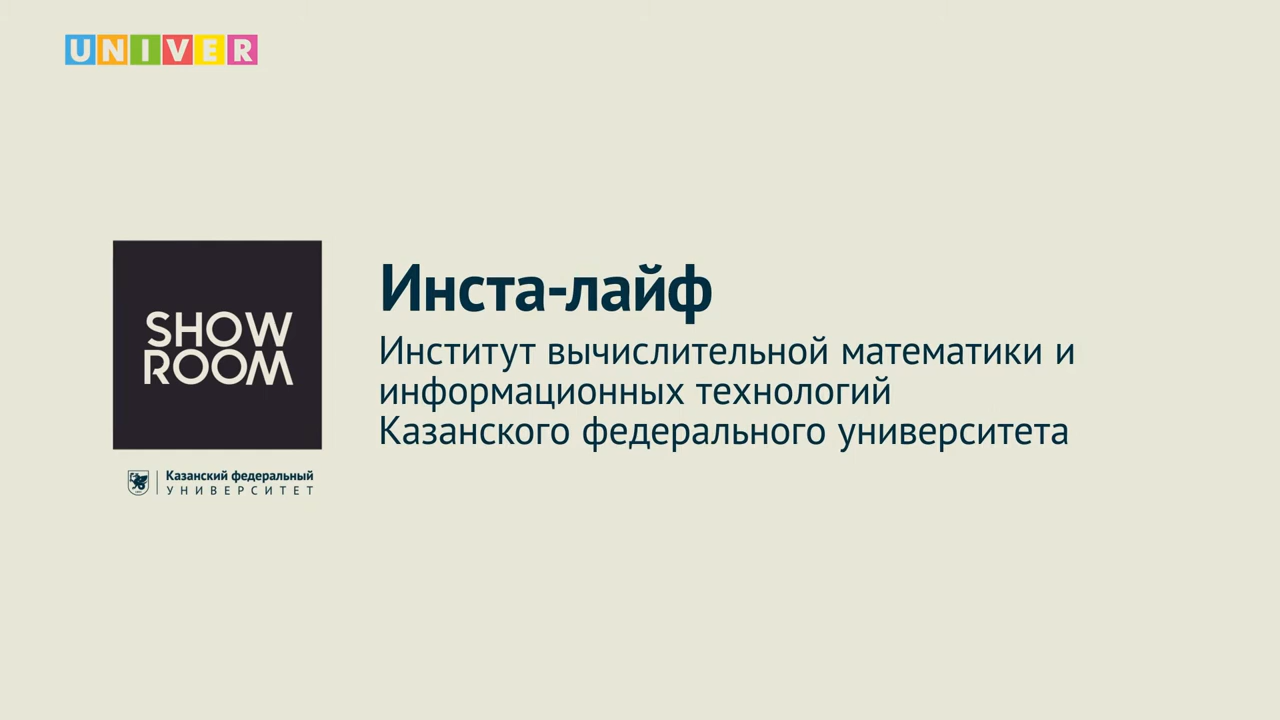 UNIVER
SHOW
ROOM
Казанский федеральный
УНИВЕРСИТЕТ
Инста-лайф
Институт вычислительной математики и
информационных технологий
Казанского федерального университета